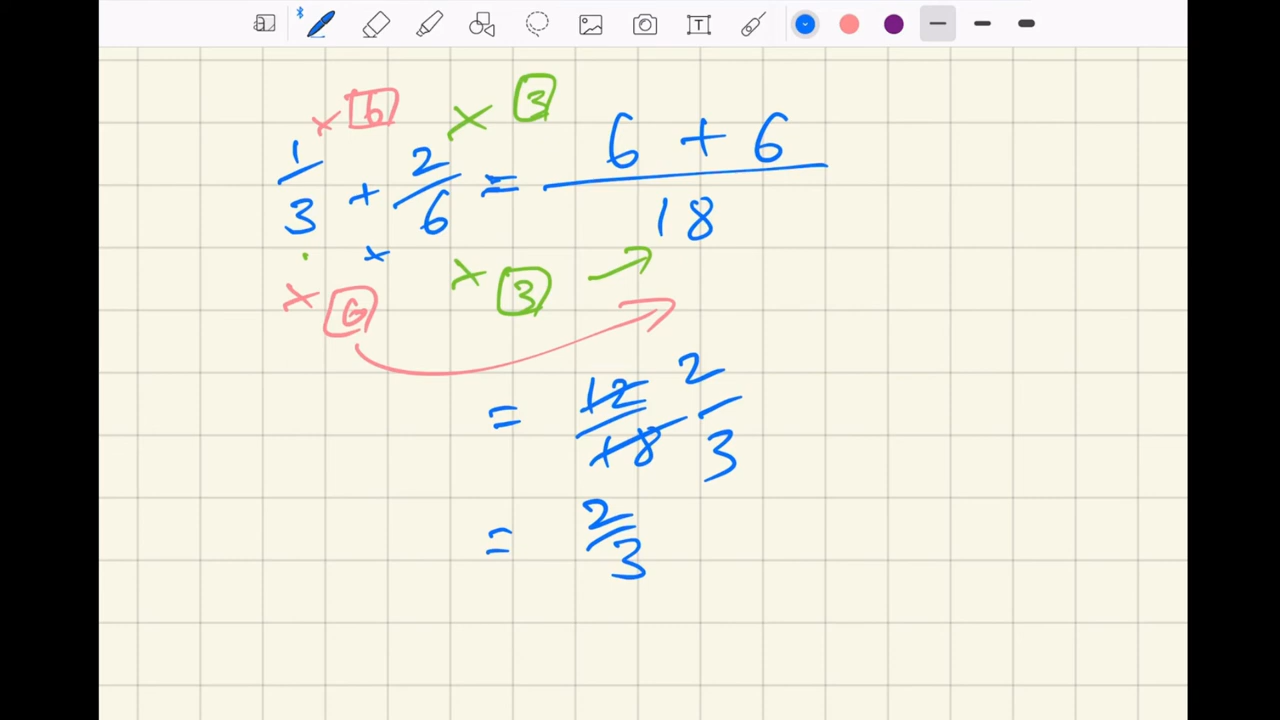 × 6 × 3
1/3 + 2/6 = (6 + 6)/18
× 6 × 3
= 12/18 2/3
= 2/3
T